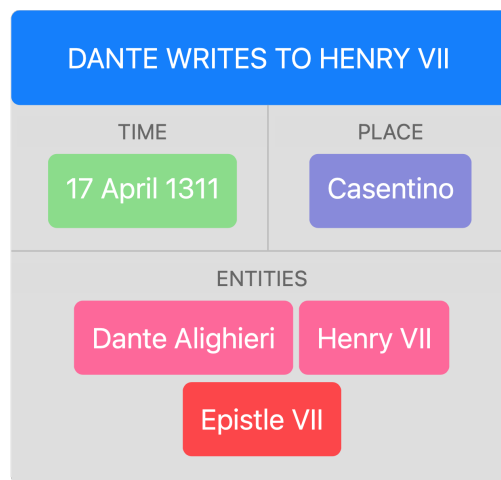 DANTE WRITES TO HENRY VII
TIME
PLACE
17 April 1311
Casentino
ENTITIES
Dante Alighieri
Henry VII
Epistle VII